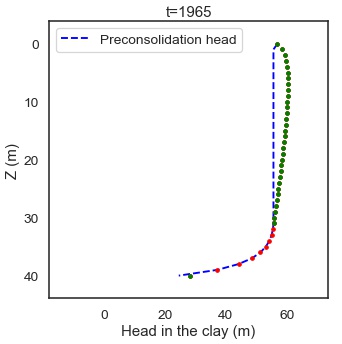 t=1965
Preconsolidation head
0
10
20
30
40
Z (m)
0 20 40 60
Head in the clay (m)